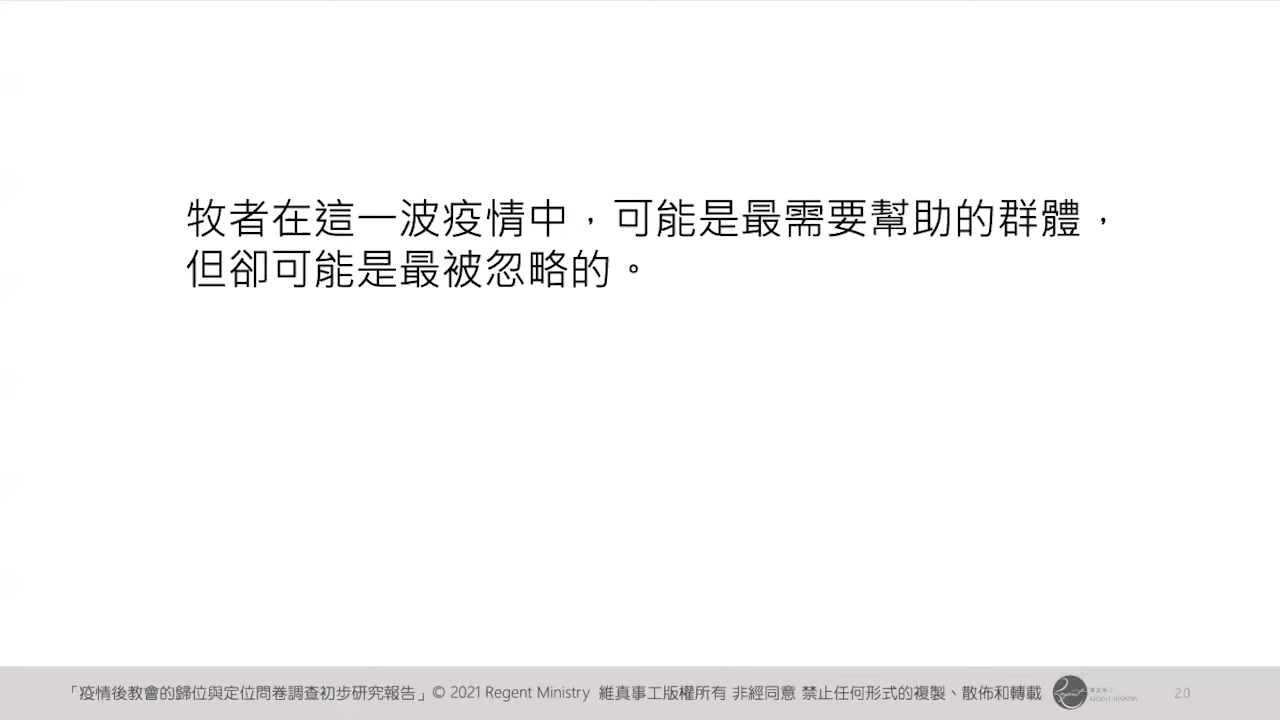 牧者在這一波疫情中，可能是最需要幫助的群體，
但卻可能是最被忽略的。
「疫情後教會的歸位與定位問卷調查初步研究報告」© 2021 Regent Ministry 維真事工版權所有 非經同意 禁止任何形式的複製、散佈和轉載
Regent
REGENT MINISTRY
20